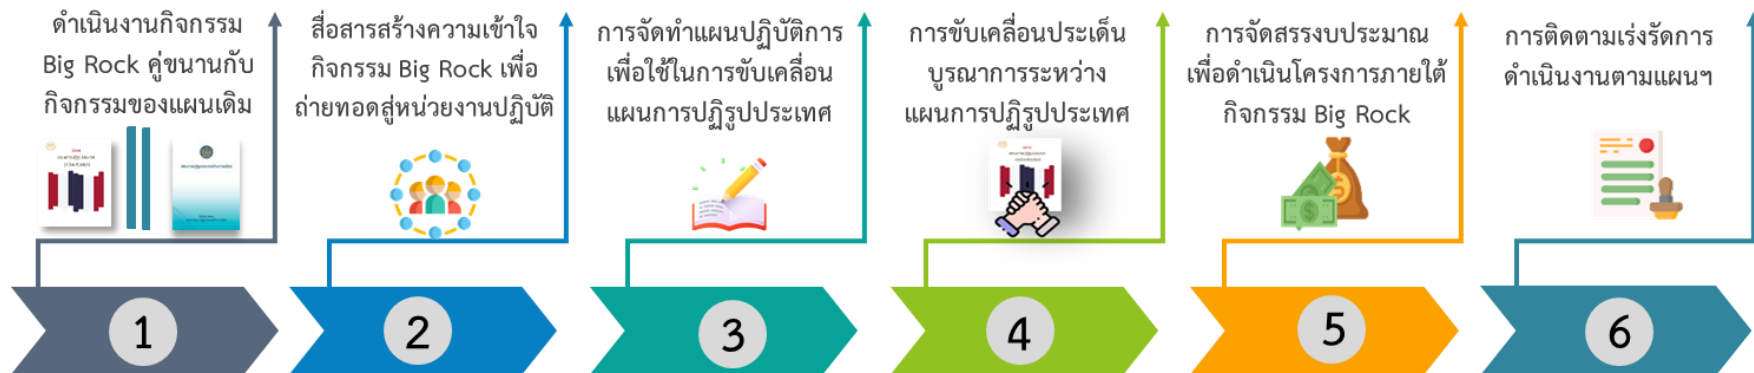 ดำเนินงานกิจกรรม
Big Rock คู่ขนานกับ
กิจกรรมของแผนเดิม
สื่อสารสร้างความเข้าใจ
กิจกรรม Big Rock เพื่อ
ถ่ายทอดสู่หน่วยงานปฏิบัติ
การจัดทำแผนปฏิบัติการ
เพื่อใช้ในการขับเคลื่อน
แผนการปฏิรูปประเทศ
การขับเคลื่อนประเด็น
บูรณาการระหว่าง
แผนการปฏิรูปประเทศ
การจัดสรรงบประมาณ
เพื่อดำเนินโครงการภายใต้
กิจกรรม Big Rock
การติดตามเร่งรัดการ
ดำเนินงานตามแผนฯ
1
2
3
4
5
6